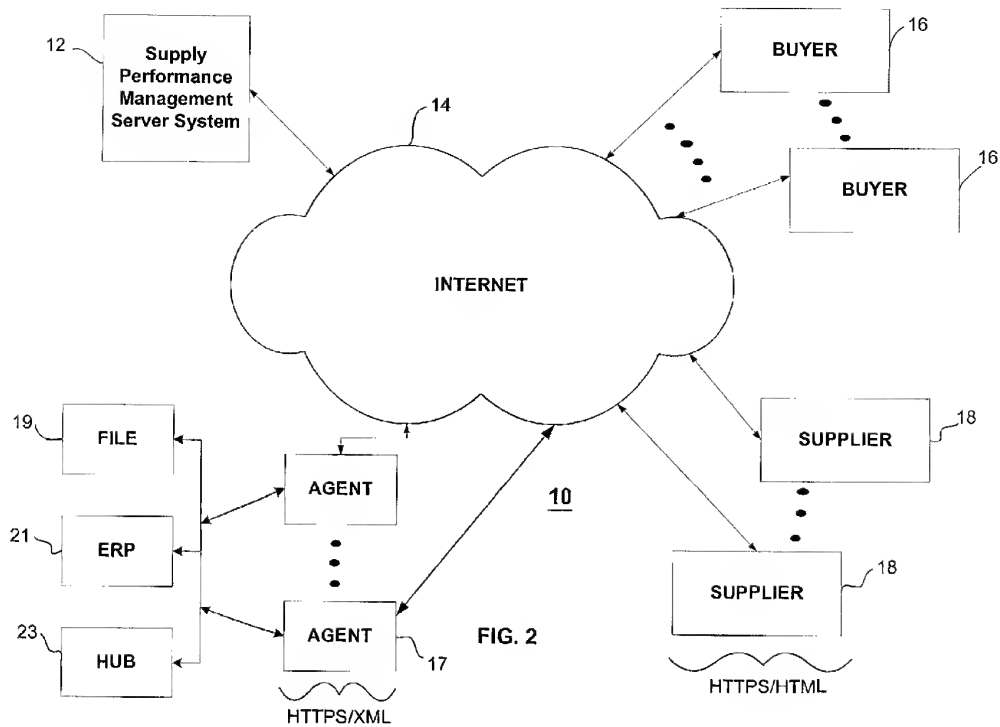 12
Supply
Performance
Management
Server System
14
BUYER
16
BUYER
16
INTERNET
19
FILE
21
ERP
23
HUB
AGENT
AGENT
17
HTTPS/XML
10
FIG. 2
SUPPLIER
18
SUPPLIER
18
HTTPS/HTML